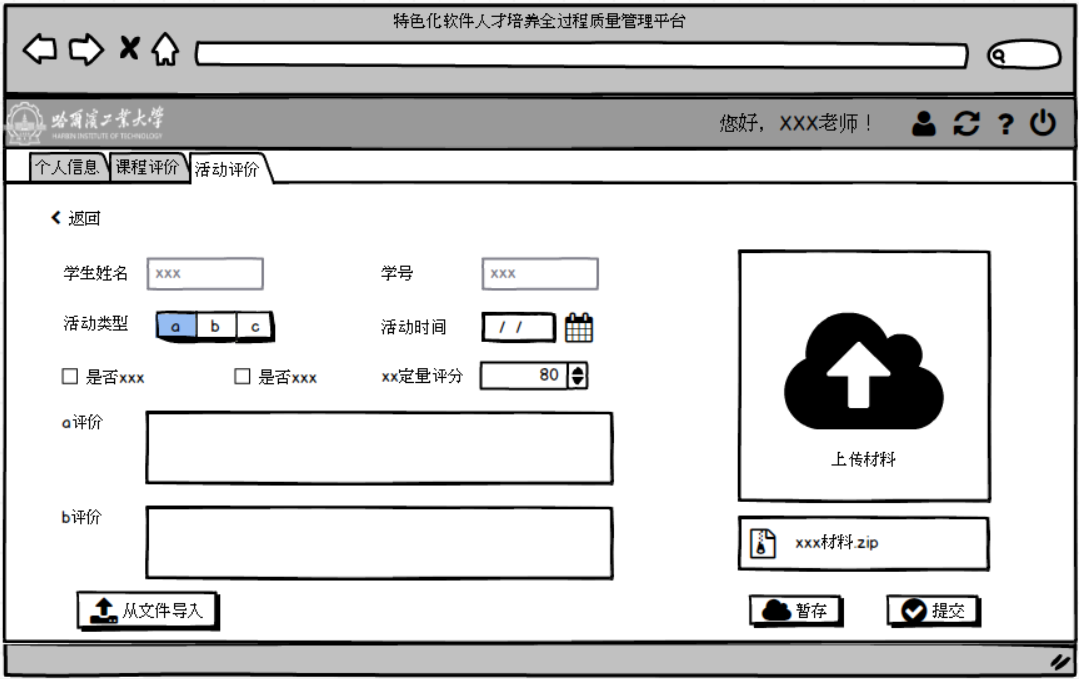 特色化软件人才培养全过程质量管理平台
哈尔滨工业大学
HARBIN INSTITUTE OF TECHNOLOGY
您好，XXX老师！
?
个人信息 课程评价 活动评价
返回
学生姓名 xxx 学号 xxx
活动类型 a b c 活动时间 / /
是否xxx 是否xxx xx定量评分 80
a评价
上传材料
b评价
xxx材料.zip
从文件导入 暂存 提交